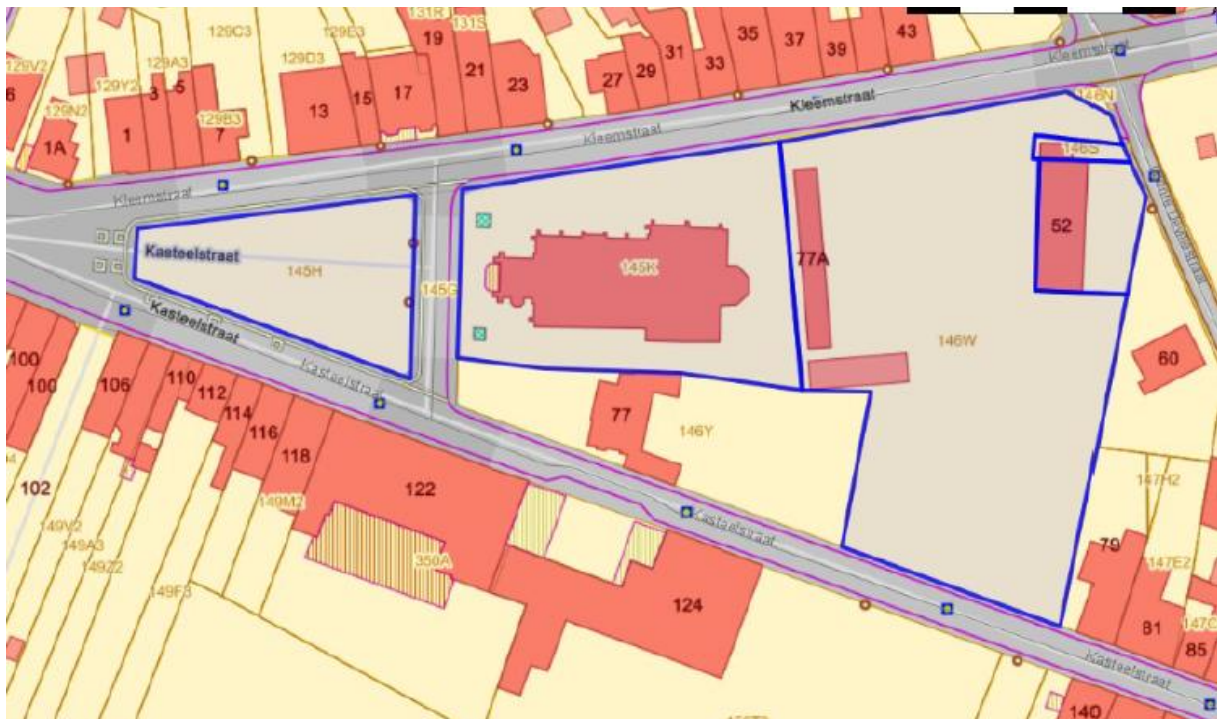 129C3
129E3
131R
131S
129V2
129A3
129D3
129Y2
129N2
129B3
19
21
23
27
29
31
33
35
37
39
43
6
1A
1
3
5
7
13
15
17
Kleemstraat
Kleemstraat
Kleemstraat
Kleemstraat
146N
146S
52
Kasteelstraat
145H
145G
145K
77A
146W
Kasteelstraat
Kasteelstraat
60
100
100
106
110
112
114
116
118
77
146Y
122
102
149M2
149V2
149A3
149Z2
149F3
350A
Kasteelstraat
124
147H2
79
147E2
81
85
Kasteelstraat
140